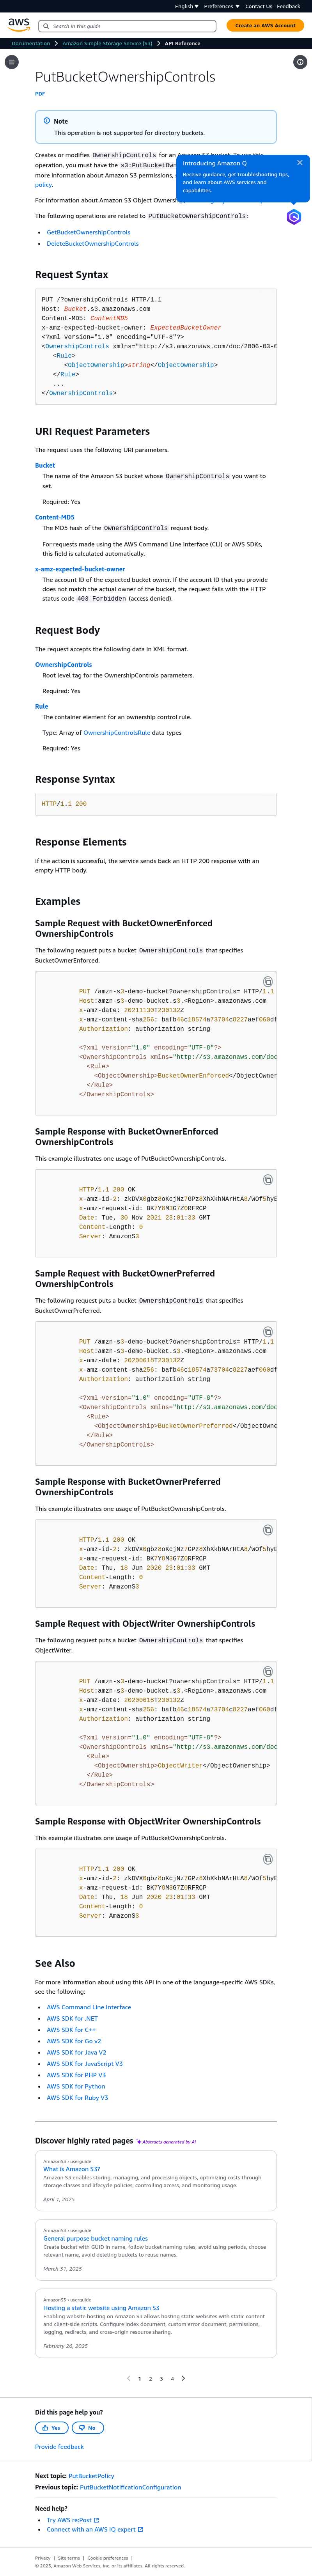 English
Preferences
Contact Us
Feedback
aws
Search in this guide
Create an AWS Account
Documentation
Amazon Simple Storage Service (S3)
API Reference
PutBucketOwnershipControls
PDF
Note
This operation is not supported for directory buckets.
Creates or modifies OwnershipControls for an Amazon S3 bucket. To use this
operation, you must have the s3:PutBucketOwn
more information about Amazon S3 permissions, s
policy.
For information about Amazon S3 Object Ownership,
The following operations are related to PutBucketOwnershipControls:
Introducing Amazon Q
Receive guidance, get troubleshooting tips,
and learn about AWS services and
capabilities.
GetBucketOwnershipControls
DeleteBucketOwnershipControls
Request Syntax
PUT /?ownershipControls HTTP/1.1
Host: Bucket.s3.amazonaws.com
Content-MD5: ContentMD5
x-amz-expected-bucket-owner: ExpectedBucketOwner
<?xml version="1.0" encoding="UTF-8"?>
<OwnershipControls xmlns="http://s3.amazonaws.com/doc/2006-03-0
<Rule>
<ObjectOwnership>string</ObjectOwnership>
</Rule>
...
</OwnershipControls>
URI Request Parameters
The request uses the following URI parameters.
Bucket
The name of the Amazon S3 bucket whose OwnershipControls you want to
set.
Required: Yes
Content-MD5
The MD5 hash of the OwnershipControls request body.
For requests made using the AWS Command Line Interface (CLI) or AWS SDKs,
this field is calculated automatically.
x-amz-expected-bucket-owner
The account ID of the expected bucket owner. If the account ID that you provide
does not match the actual owner of the bucket, the request fails with the HTTP
status code 403 Forbidden (access denied).
Request Body
The request accepts the following data in XML format.
OwnershipControls
Root level tag for the OwnershipControls parameters.
Required: Yes
Rule
The container element for an ownership control rule.
Type: Array of OwnershipControlsRule data types
Required: Yes
Response Syntax
HTTP/1.1 200
Response Elements
If the action is successful, the service sends back an HTTP 200 response with an
empty HTTP body.
Examples
Sample Request with BucketOwnerEnforced
OwnershipControls
The following request puts a bucket OwnershipControls that specifies
BucketOwnerEnforced.
PUT /amzn-s3-demo-bucket?ownershipControls= HTTP/1.1
Host:amzn-s3-demo-bucket.s3.<Region>.amazonaws.com
x-amz-date: 20211130T230132Z
x-amz-content-sha256: bafb46c18574a73704c8227aef060df
Authorization: authorization string
<?xml version="1.0" encoding="UTF-8"?>
<OwnershipControls xmlns="http://s3.amazonaws.com/doc
<Rule>
<ObjectOwnership>BucketOwnerEnforced</ObjectOwner
</Rule>
</OwnershipControls>
Sample Response with BucketOwnerEnforced
OwnershipControls
This example illustrates one usage of PutBucketOwnershipControls.
HTTP/1.1 200 OK
x-amz-id-2: zkDVX8gbz8oKcjNz7GPz8XhXkhNArHtA8/WOf5hyE
x-amz-request-id: BK7Y8M3G7Z0RFRCP
Date: Tue, 30 Nov 2021 23:01:33 GMT
Content-Length: 0
Server: AmazonS3
Sample Request with BucketOwnerPreferred
OwnershipControls
The following request puts a bucket OwnershipControls that specifies
BucketOwnerPreferred.
PUT /amzn-s3-demo-bucket?ownershipControls= HTTP/1.1
Host:amzn-s3-demo-bucket.s3.<Region>.amazonaws.com
x-amz-date: 20200618T230132Z
x-amz-content-sha256: bafb46c18574a73704c8227aef060df
Authorization: authorization string
<?xml version="1.0" encoding="UTF-8"?>
<OwnershipControls xmlns="http://s3.amazonaws.com/doc
<Rule>
<ObjectOwnership>BucketOwnerPreferred</ObjectOwne
</Rule>
</OwnershipControls>
Sample Response with BucketOwnerPreferred
OwnershipControls
This example illustrates one usage of PutBucketOwnershipControls.
HTTP/1.1 200 OK
x-amz-id-2: zkDVX8gbz8oKcjNz7GPz8XhXkhNArHtA8/WOf5hyE
x-amz-request-id: BK7Y8M3G7Z0RFRCP
Date: Thu, 18 Jun 2020 23:01:33 GMT
Content-Length: 0
Server: AmazonS3
Sample Request with ObjectWriter OwnershipControls
The following request puts a bucket OwnershipControls that specifies
ObjectWriter.
PUT /amzn-s3-demo-bucket?ownershipControls= HTTP/1.1
Host:amzn-s3-demo-bucket.s3.<Region>.amazonaws.com
x-amz-date: 20200618T230132Z
x-amz-content-sha256: bafb46c18574a73704c8227aef060df
Authorization: authorization string
<?xml version="1.0" encoding="UTF-8"?>
<OwnershipControls xmlns="http://s3.amazonaws.com/doc
<Rule>
<ObjectOwnership>ObjectWriter</ObjectOwnership>
</Rule>
</OwnershipControls>
Sample Response with ObjectWriter OwnershipControls
This example illustrates one usage of PutBucketOwnershipControls.
HTTP/1.1 200 OK
x-amz-id-2: zkDVX8gbz8oKcjNz7GPz8XhXkhNArHtA8/WOf5hyE
x-amz-request-id: BK7Y8M3G7Z0RFRCP
Date: Thu, 18 Jun 2020 23:01:33 GMT
Content-Length: 0
Server: AmazonS3
See Also
For more information about using this API in one of the language-specific AWS SDKs,
see the following:
AWS Command Line Interface
AWS SDK for .NET
AWS SDK for C++
AWS SDK for Go v2
AWS SDK for Java V2
AWS SDK for JavaScript V3
AWS SDK for PHP V3
AWS SDK for Python
AWS SDK for Ruby V3
Discover highly rated pages Abstracts generated by AI
AmazonS3 › userguide
What is Amazon S3?
Amazon S3 enables storing, managing, and processing objects, optimizing costs through
storage classes and lifecycle policies, controlling access, and monitoring usage.
April 1, 2025
AmazonS3 › userguide
General purpose bucket naming rules
Create bucket with GUID in name, follow bucket naming rules, avoid using periods, choose
relevant name, avoid deleting buckets to reuse names.
March 31, 2025
AmazonS3 › userguide
Hosting a static website using Amazon S3
Enabling website hosting on Amazon S3 allows hosting static websites with static content
and client-side scripts. Configure index document, custom error document, permissions,
logging, redirects, and cross-origin resource sharing.
February 26, 2025
1 2 3 4
Did this page help you?
Yes
No
Provide feedback
Next topic: PutBucketPolicy
Previous topic: PutBucketNotificationConfiguration
Need help?
Try AWS re:Post
Connect with an AWS IQ expert
Privacy | Site terms | Cookie preferences |
© 2025, Amazon Web Services, Inc. or its affiliates. All rights reserved.